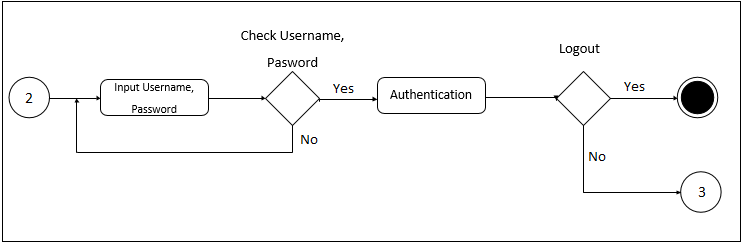 Check Username,
Pasword
Logout
2
Input Username,
Password
Yes
Authentication
Yes
No
No
3